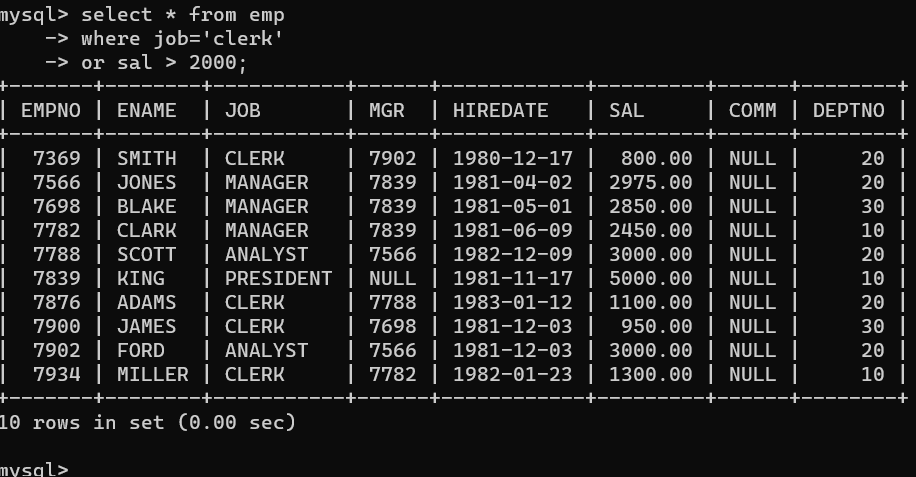 mysql> select * from emp
    -> where job='clerk'
    -> or sal > 2000;
+-------+--------+-----------+------+------------+---------+------+--------+
| EMPNO | ENAME  | JOB       | MGR  | HIREDATE   | SAL     | COMM | DEPTNO |
+-------+--------+-----------+------+------------+---------+------+--------+
|  7369 | SMITH  | CLERK     | 7902 | 1980-12-17 |  800.00 | NULL |     20 |
|  7566 | JONES  | MANAGER   | 7839 | 1981-04-02 | 2975.00 | NULL |     20 |
|  7698 | BLAKE  | MANAGER   | 7839 | 1981-05-01 | 2850.00 | NULL |     30 |
|  7782 | CLARK  | MANAGER   | 7839 | 1981-06-09 | 2450.00 | NULL |     10 |
|  7788 | SCOTT  | ANALYST   | 7566 | 1982-12-09 | 3000.00 | NULL |     20 |
|  7839 | KING   | PRESIDENT | NULL | 1981-11-17 | 5000.00 | NULL |     10 |
|  7876 | ADAMS  | CLERK     | 7788 | 1983-01-12 | 1100.00 | NULL |     20 |
|  7900 | JAMES  | CLERK     | 7698 | 1981-12-03 |  950.00 | NULL |     30 |
|  7902 | FORD   | ANALYST   | 7566 | 1981-12-03 | 3000.00 | NULL |     20 |
|  7934 | MILLER | CLERK     | 7782 | 1982-01-23 | 1300.00 | NULL |     10 |
+-------+--------+-----------+------+------------+---------+------+--------+
10 rows in set (0.00 sec)
mysql>